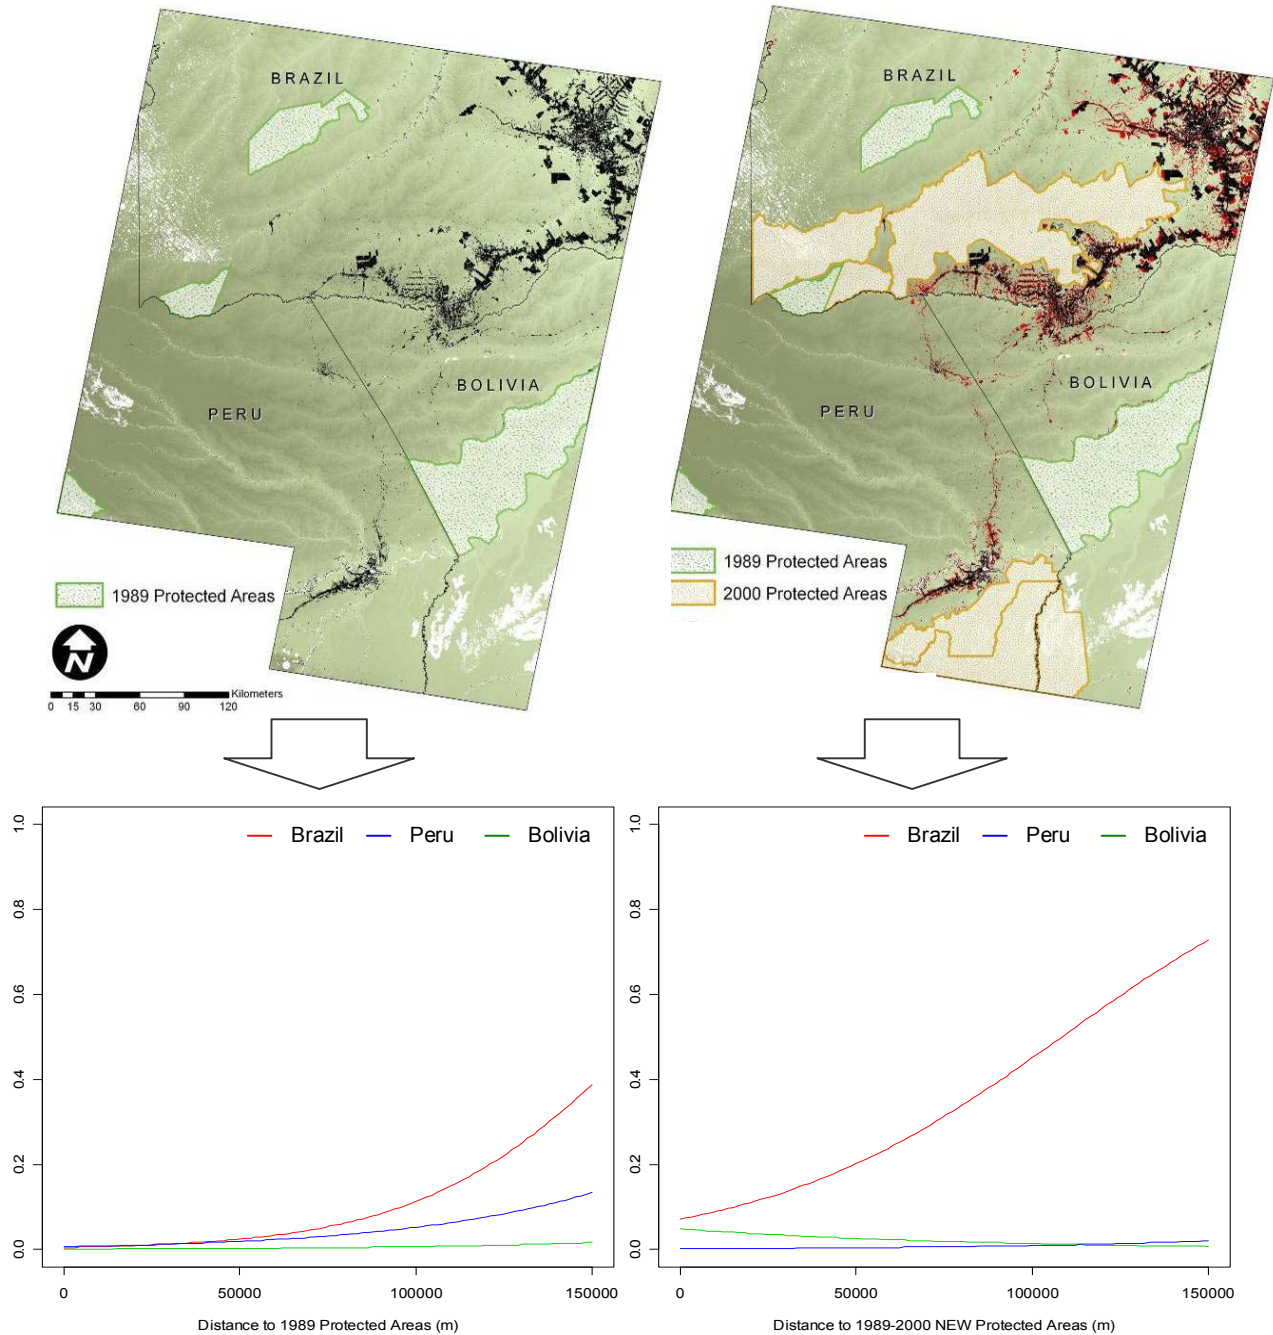 BRAZIL
BOLIVIA
PERU
1989 Protected Areas
N
Kilometers
0 15 30 60 90 120
BRAZIL
BOLIVIA
PERU
1989 Protected Areas
2000 Protected Areas
Brazil Peru Bolivia
1.0
0.8
0.6
0.4
0.2
0.0
0 50000 100000 150000
Distance to 1989 Protected Areas (m)
Brazil Peru Bolivia
1.0
0.8
0.6
0.4
0.2
0.0
0 50000 100000 150000
Distance to 1989-2000 NEW Protected Areas (m)